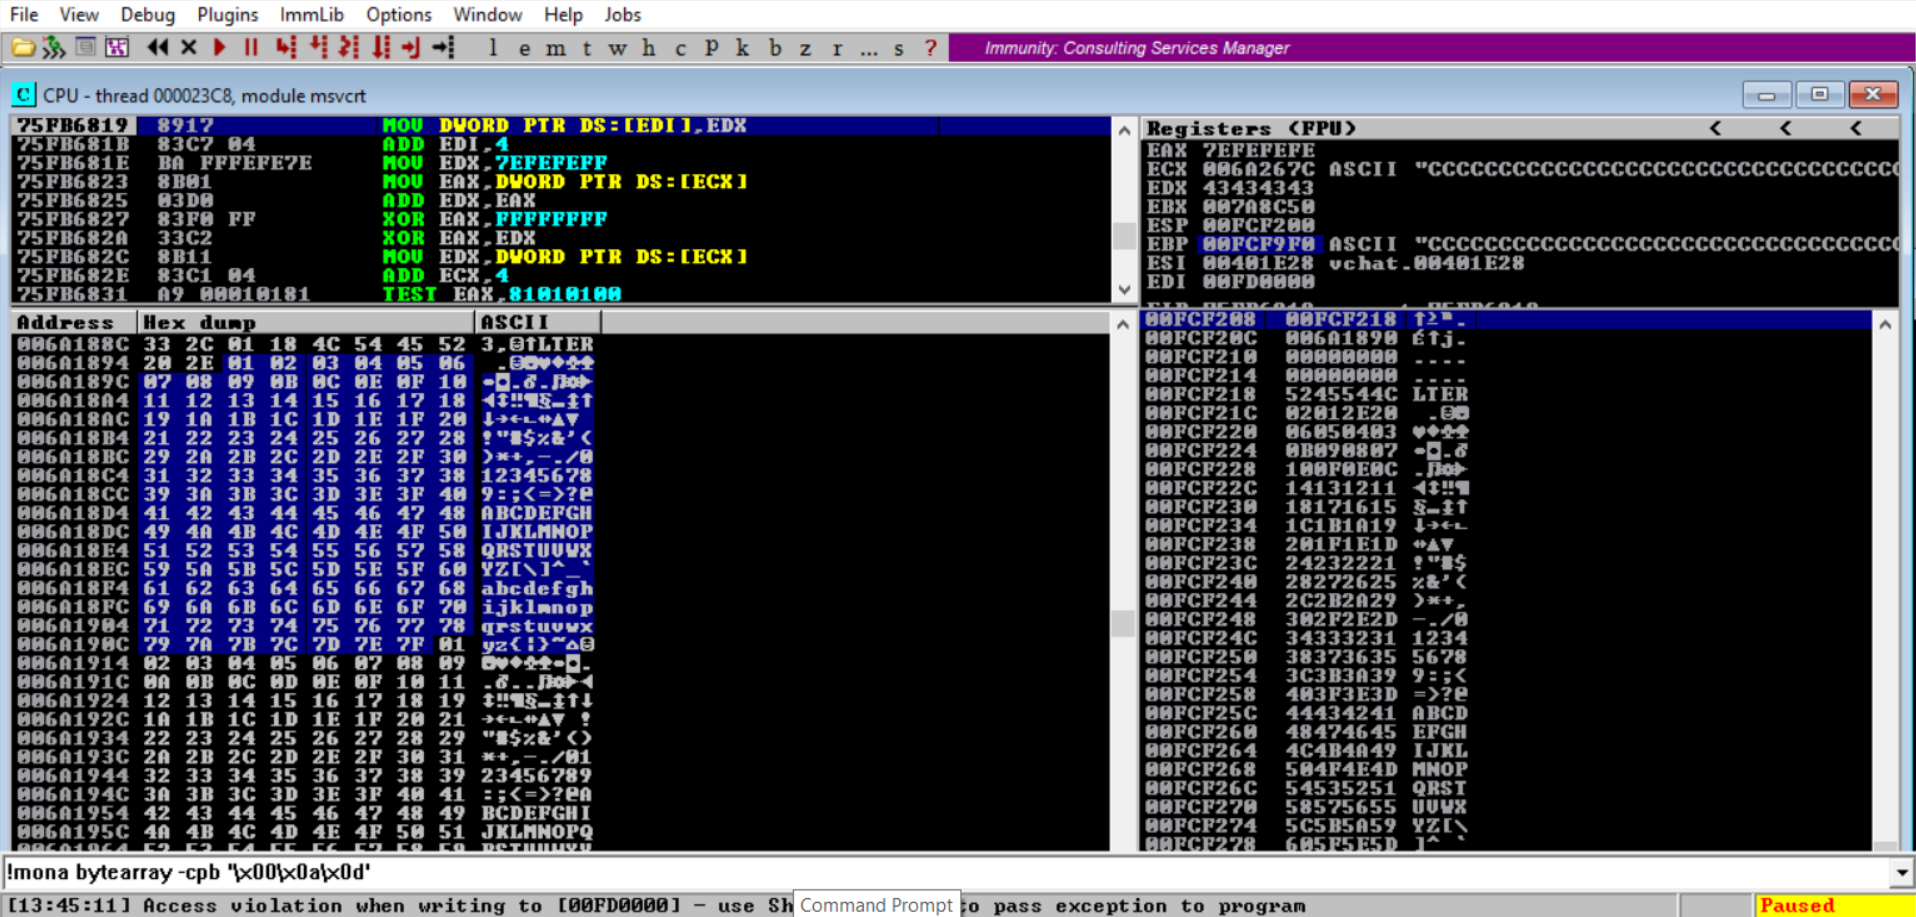 File View Debug Plugins ImmLib Options Window Help Jobs
l e m t w h c P k b z r ... s ? Immunity: Consulting Services Manager
C CPU - thread 000023C8, module msvcrt
75FB6819 8917 MOV DWORD PTR DS:[EDI],EDX
75FB681B 83C7 04 ADD EDI,4
75FB681E BA FFFEFE7E MOV EDX,7EFEFEFF
75FB6823 8B01 MOV EAX,DWORD PTR DS:[ECX]
75FB6825 03D0 ADD EDX,EAX
75FB6827 83F0 FF XOR EAX,FFFFFFFF
75FB682A 33C2 XOR EAX,EDX
75FB682C 8B11 MOV EDX,DWORD PTR DS:[ECX]
75FB682E 83C1 04 ADD ECX,4
75FB6831 A9 00010181 TEST EAX,81010100
Registers (FPU) < < <
EAX 7EFEFEFE
ECX 006A267C ASCII "CCCCCCCCCCCCCCCCCCCCCCCCCCCCCCCCCC
EDX 43434343
EBX 007A8C50
ESP 00FCF200
EBP 00FCF9F0 ASCII "CCCCCCCCCCCCCCCCCCCCCCCCCCCCCCCCCC
ESI 00401E28 vchat.00401E28
EDI 00FD0000
Address Hex dump ASCII
006A188C 33 2C 01 18 4C 54 45 52 3,☺↑LTER
006A1894 20 2E 01 02 03 04 05 06 .☺☻♥♦♣♠
006A189C 07 08 09 0B 0C 0E 0F 10 •◘.♂.♫☼►
006A18A4 11 12 13 14 15 16 17 18 ◄↕‼¶§▬↨↑
006A18AC 19 1A 1B 1C 1D 1E 1F 20 ↓→←∟↔▲▼
006A18B4 21 22 23 24 25 26 27 28 !"#$%&'(
006A18BC 29 2A 2B 2C 2D 2E 2F 30 )*+,-./0
006A18C4 31 32 33 34 35 36 37 38 12345678
006A18CC 39 3A 3B 3C 3D 3E 3F 40 9:;<=>?@
006A18D4 41 42 43 44 45 46 47 48 ABCDEFGH
006A18DC 49 4A 4B 4C 4D 4E 4F 50 IJKLMNOP
006A18E4 51 52 53 54 55 56 57 58 QRSTUVWX
006A18EC 59 5A 5B 5C 5D 5E 5F 60 YZ[\]^_`
006A18F4 61 62 63 64 65 66 67 68 abcdefgh
006A18FC 69 6A 6B 6C 6D 6E 6F 70 ijklmnop
006A1904 71 72 73 74 75 76 77 78 qrstuvwx
006A190C 79 7A 7B 7C 7D 7E 7F 01 yz{|}~⌂☺
006A1914 02 03 04 05 06 07 08 09 ☻♥♦♣♠•◘.
006A191C 0A 0B 0C 0D 0E 0F 10 11 .♂..♫☼►◄
006A1924 12 13 14 15 16 17 18 19 ↕‼¶§▬↨↑↓
006A192C 1A 1B 1C 1D 1E 1F 20 21 →←∟↔▲▼ !
006A1934 22 23 24 25 26 27 28 29 "#$%&'()
006A193C 2A 2B 2C 2D 2E 2F 30 31 *+,-./01
006A1944 32 33 34 35 36 37 38 39 23456789
006A194C 3A 3B 3C 3D 3E 3F 40 41 :;<=>?@A
006A1954 42 43 44 45 46 47 48 49 BCDEFGHI
006A195C 4A 4B 4C 4D 4E 4F 50 51 JKLMNOPQ
00FCF208 00FCF218
00FCF20C 006A1890 É↑j.
00FCF210 00000000 ....
00FCF214 00000000 ....
00FCF218 5245544C LTER
00FCF21C 02012E20 .☺☻
00FCF220 06050403 ♥♦♣♠
00FCF224 0B090807 •◘.♂
00FCF228 100F0E0C .♫☼►
00FCF22C 14131211 ◄↕‼¶
00FCF230 18171615 §▬↨↑
00FCF234 1C1B1A19 ↓→←∟
00FCF238 201F1E1D ↔▲▼
00FCF23C 24232221 !"#$
00FCF240 28272625 %&'(
00FCF244 2C2B2A29 )*+,
00FCF248 302F2E2D -./0
00FCF24C 34333231 1234
00FCF250 38373635 5678
00FCF254 3C3B3A39 9:;<
00FCF258 403F3E3D =>?@
00FCF25C 44434241 ABCD
00FCF260 48474645 EFGH
00FCF264 4C4B4A49 IJKL
00FCF268 504F4E4D MNOP
00FCF26C 54535251 QRST
00FCF270 58575655 UVWX
00FCF274 5C5B5A59 YZ[\
00FCF278 605F5E5D ]^_`
!mona bytearray -cpb "\x00\x0a\x0d"
[13:45:11] Access violation when writing to [00FD0000] - use Sh Command Prompt to pass exception to program Paused